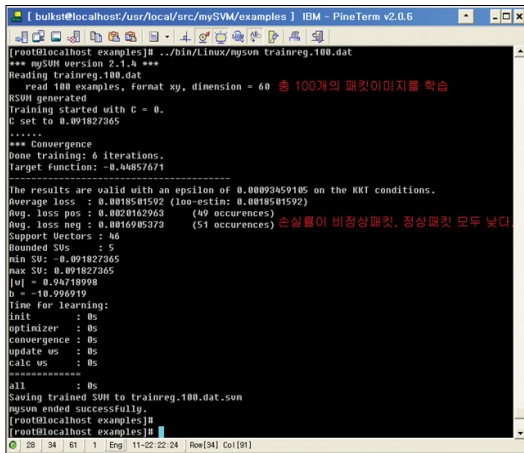 [ bulkst@localhost:/usr/local/src/mySVM/examples ] IBM - PineTerm v2.0.6
[root@localhost examples]# ../bin/Linux/mysvm trainreg.100.dat
*** mySVM version 2.1.4 ***
Reading trainreg.100.dat
read 100 examples, format xy, dimension = 60 총 100개의 패킷이미지를 학습
RSVM generated
Training started with C = 0.
C set to 0.091827365
......
*** Convergence
Done training: 6 iterations.
Target function: -0.44857671
----------------------------------------
The results are valid with an epsilon of 0.00093459105 on the KKT conditions.
Average loss : 0.0018501592 (loo-estim: 0.0018501592)
Avg. loss pos : 0.0020162963 (49 occurences)
Avg. loss neg : 0.0016905373 (51 occurences) 손실률이 비정상패킷, 정상패킷 모두 낮다.
Support Vectors : 46
Bounded SVs : 5
min SV: -0.091827365
max SV: 0.091827365
|w| = 0.94718998
b = -10.996919
Time for learning:
init : 0s
optimizer : 0s
convergence : 0s
update ws : 0s
calc ws : 0s
=============
all : 0s
Saving trained SVM to trainreg.100.dat.svm
mysvm ended successfully.
[root@localhost examples]#
[root@localhost examples]#
28 34 61 1 Eng 11-22:22:24 Row[34] Col[91]